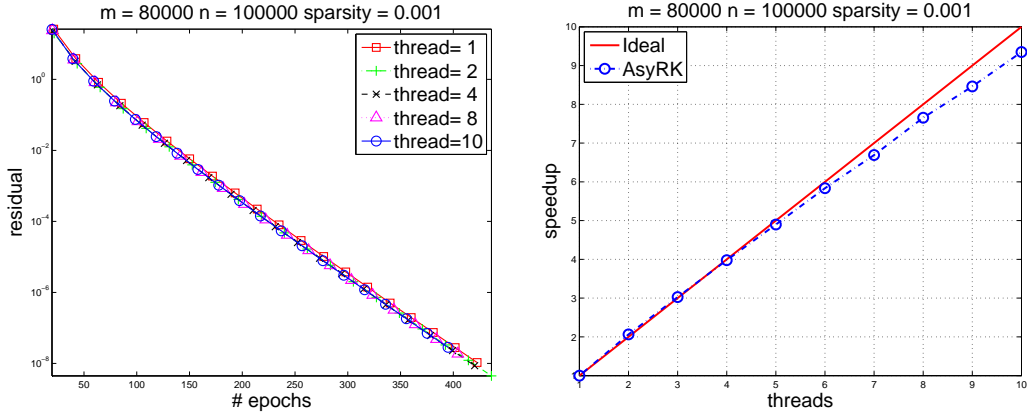 m = 80000 n = 100000 sparsity = 0.001
residual
10^0
10^-2
10^-4
10^-6
10^-8
50
100
150
200
250
300
350
400
# epochs
thread= 1
thread= 2
thread= 4
thread= 8
thread=10
m = 80000 n = 100000 sparsity = 0.001
speedup
10
9
8
7
6
5
4
3
2
1
1
2
3
4
5
6
7
8
9
10
threads
Ideal
AsyRK